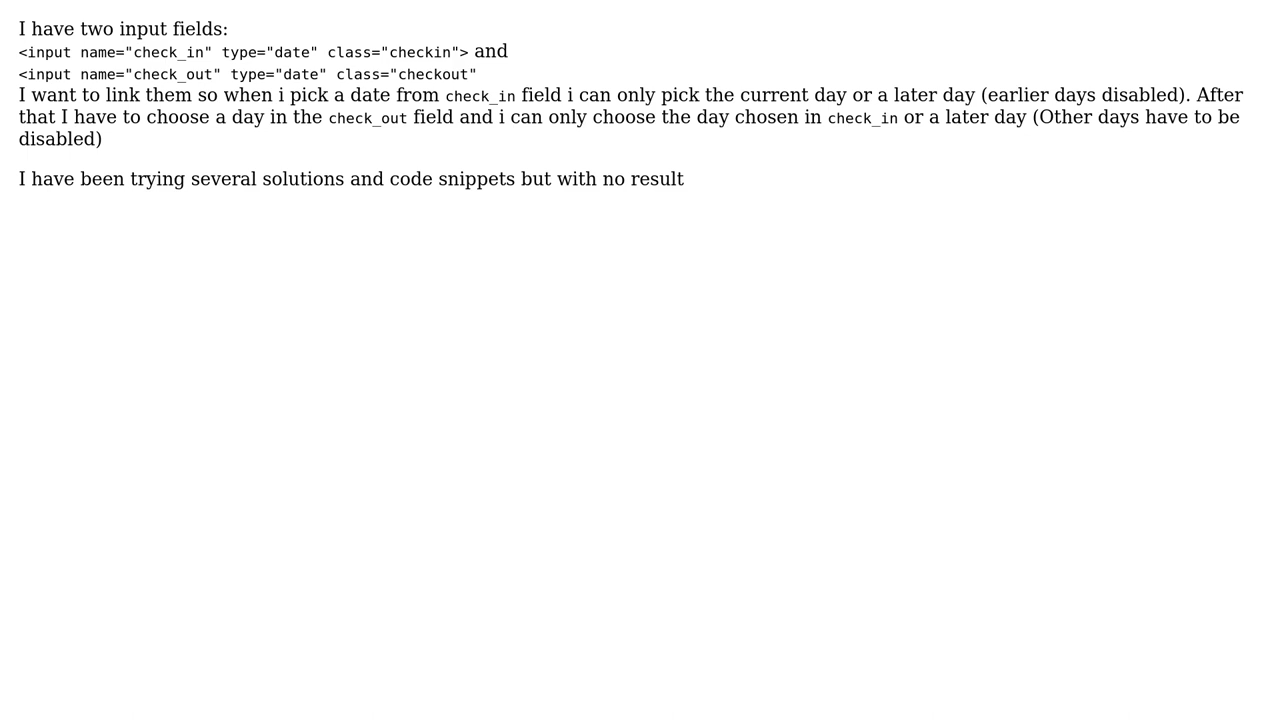 I have two input fields:
<input name="check_in" type="date" class="checkin"> and
<input name="check_out" type="date" class="checkout"
I want to link them so when i pick a date from check_in field i can only pick the current day or a later day (earlier days disabled). After
that I have to choose a day in the check_out field and i can only choose the day chosen in check_in or a later day (Other days have to be
disabled)
I have been trying several solutions and code snippets but with no result